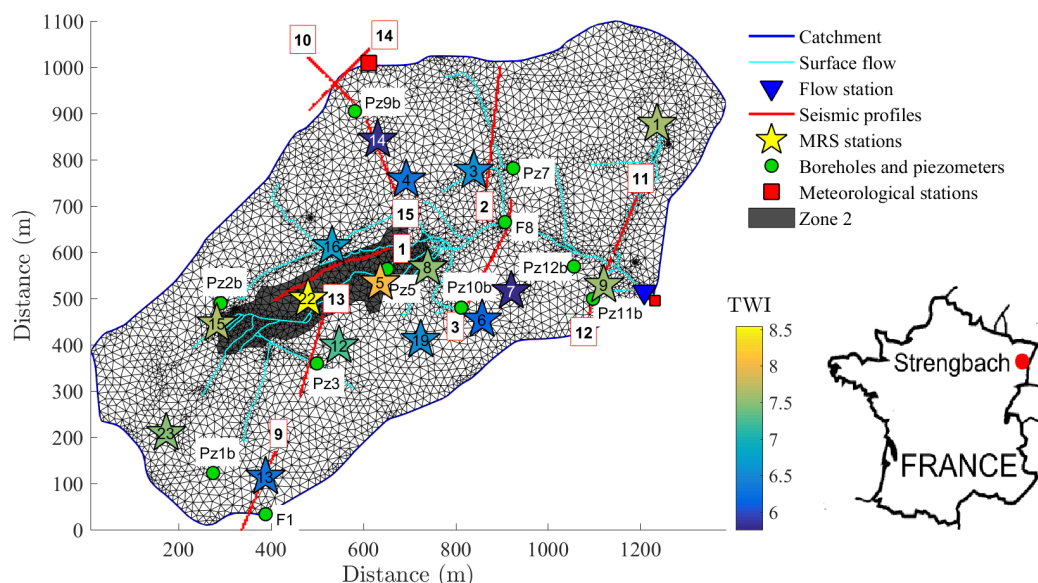 1100
1000
900
800
700
600
500
400
300
200
100
0
200
400
600
800
1000
1200
Distance (m)
Distance (m)
10
14
Pz9b
14
4
3
Pz7
1
11
2
15
F8
16
1
Pz12b
8
5
Pz5
Pz10b
7
9
Pz2b
22
13
Pz11b
15
3
6
12
19
12
Pz3
23
Pz1b
9
13
F1
Catchment
Surface flow
Flow station
Seismic profiles
MRS stations
Boreholes and piezometers
Meteorological stations
Zone 2
TWI
8.5
8
7.5
7
6.5
6
Strengbach
FRANCE